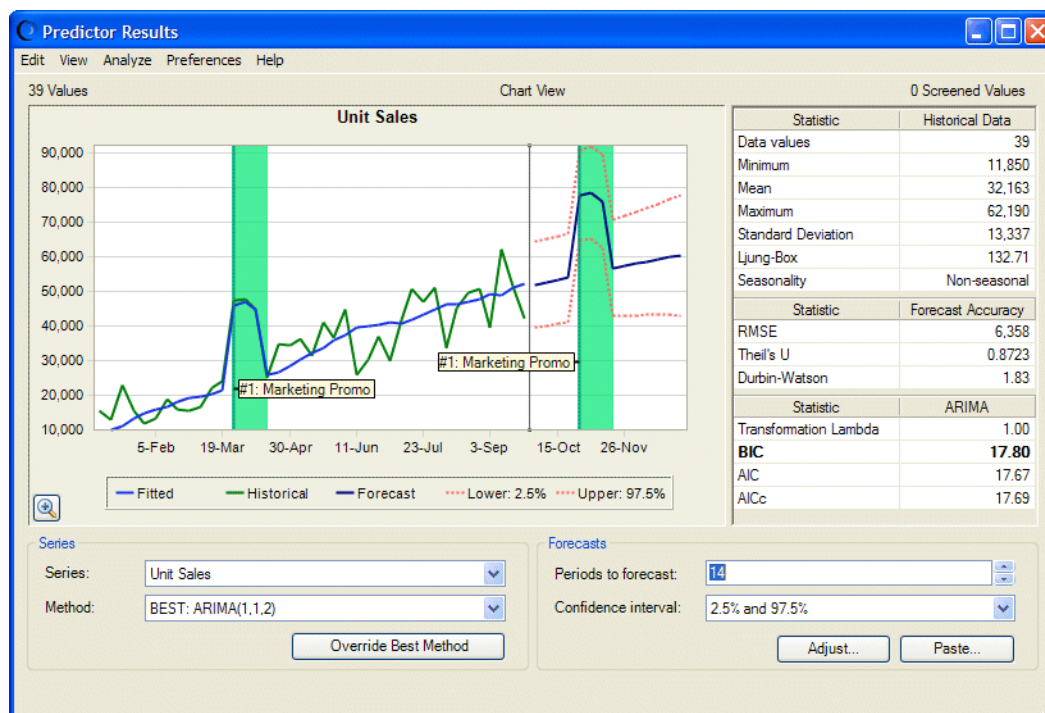 Predictor Results
Edit View Analyze Preferences Help
39 Values Chart View 0 Screened Values
Unit Sales
90,000
80,000
70,000
60,000
50,000
40,000
30,000
20,000
10,000
#1: Marketing Promo
#1: Marketing Promo
5-Feb 19-Mar 30-Apr 11-Jun 23-Jul 3-Sep 15-Oct 26-Nov
Fitted Historical Forecast Lower: 2.5% Upper: 97.5%
Statistic Historical Data
Data values 39
Minimum 11,850
Mean 32,163
Maximum 62,190
Standard Deviation 13,337
Ljung-Box 132.71
Seasonality Non-seasonal
Statistic Forecast Accuracy
RMSE 6,358
Theil's U 0.8723
Durbin-Watson 1.83
Statistic ARIMA
Transformation Lambda 1.00
BIC 17.80
AIC 17.67
AICc 17.69
Series
Series: Unit Sales
Method: BEST: ARIMA(1,1,2)
Override Best Method
Forecasts
Periods to forecast: 14
Confidence interval: 2.5% and 97.5%
Adjust... Paste...